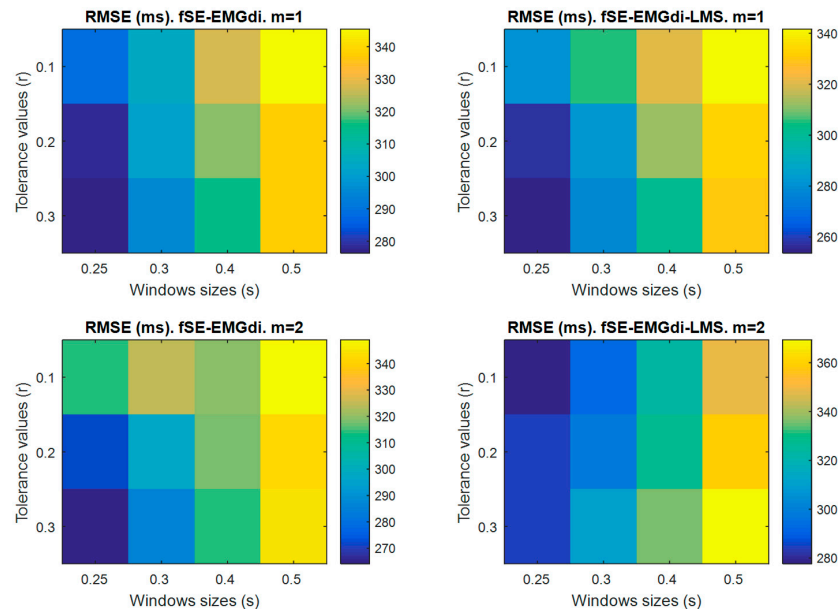 RMSE (ms). fSE-EMGdi. m=1
Tolerance values (r)
0.1
0.2
0.3
0.25 0.3 0.4 0.5
Windows sizes (s)
340
330
320
310
300
290
280
RMSE (ms). fSE-EMGdi-LMS. m=1
Tolerance values (r)
0.1
0.2
0.3
0.25 0.3 0.4 0.5
Windows sizes (s)
340
320
300
280
260
RMSE (ms). fSE-EMGdi. m=2
Tolerance values (r)
0.1
0.2
0.3
0.25 0.3 0.4 0.5
Windows sizes (s)
340
330
320
310
300
290
280
270
RMSE (ms). fSE-EMGdi-LMS. m=2
Tolerance values (r)
0.1
0.2
0.3
0.25 0.3 0.4 0.5
Windows sizes (s)
360
340
320
300
280